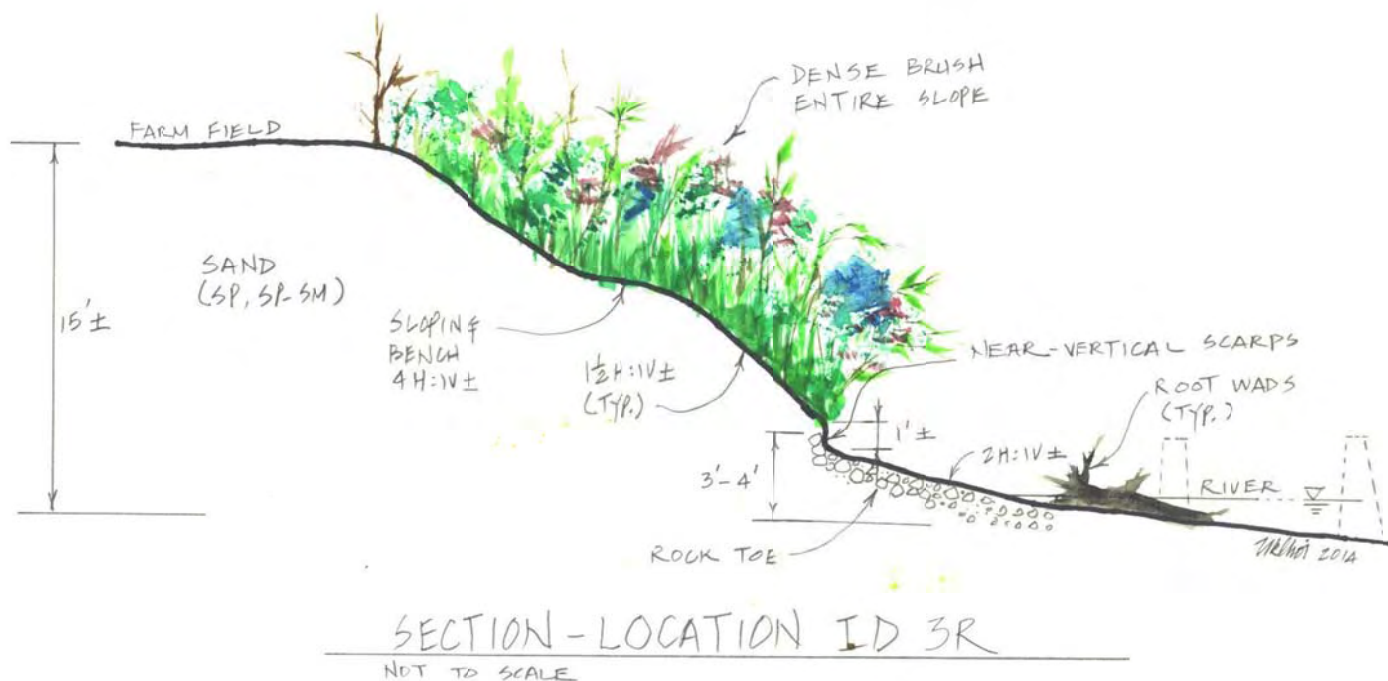 DENSE BRUSH
ENTIRE SLOPE
FARM FIELD
SAND
(SP, SP-SM)
15'±
SLOPING
BENCH
4H:1V±
1½H:1V±
(TYP.)
NEAR-VERTICAL SCARPS
ROOT WADS
(TYP.)
1'±
3'-4'
2H:1V±
RIVER
ROCK TOE
2014
SECTION-LOCATION ID 3R
NOT TO SCALE